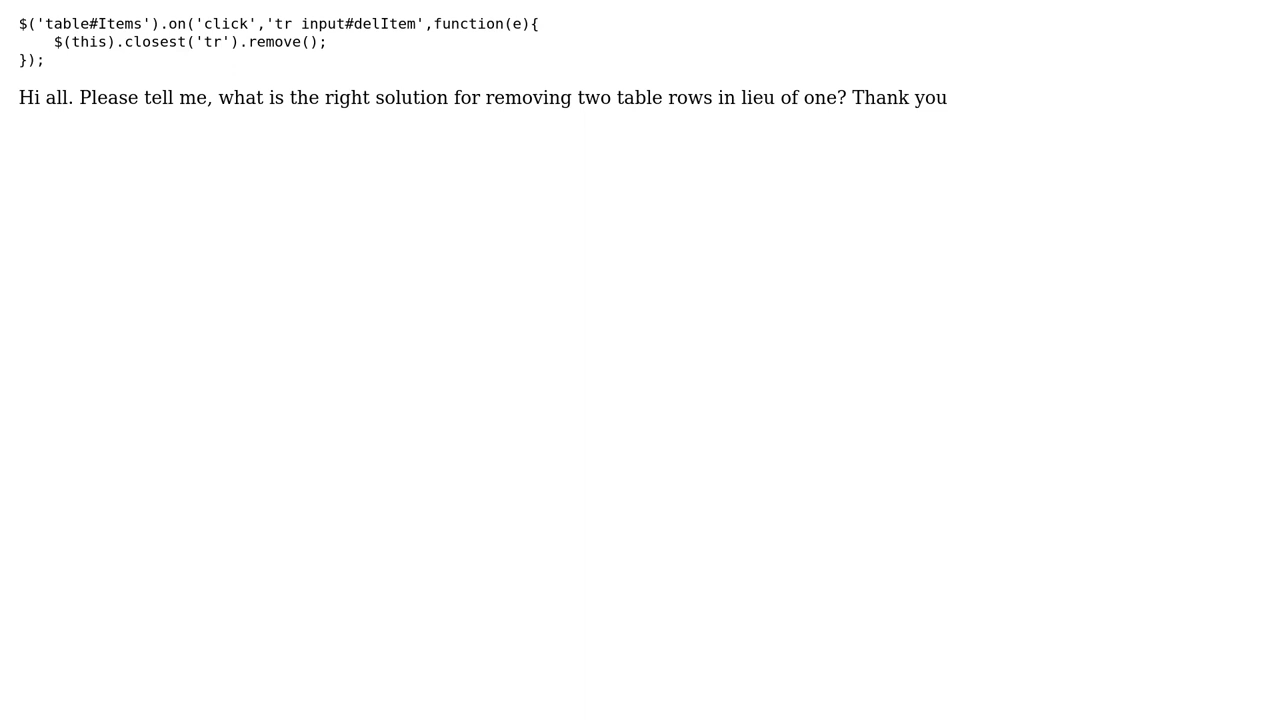 $('table#Items').on('click','tr input#delItem',function(e){
    $(this).closest('tr').remove();
});
Hi all. Please tell me, what is the right solution for removing two table rows in lieu of one? Thank you